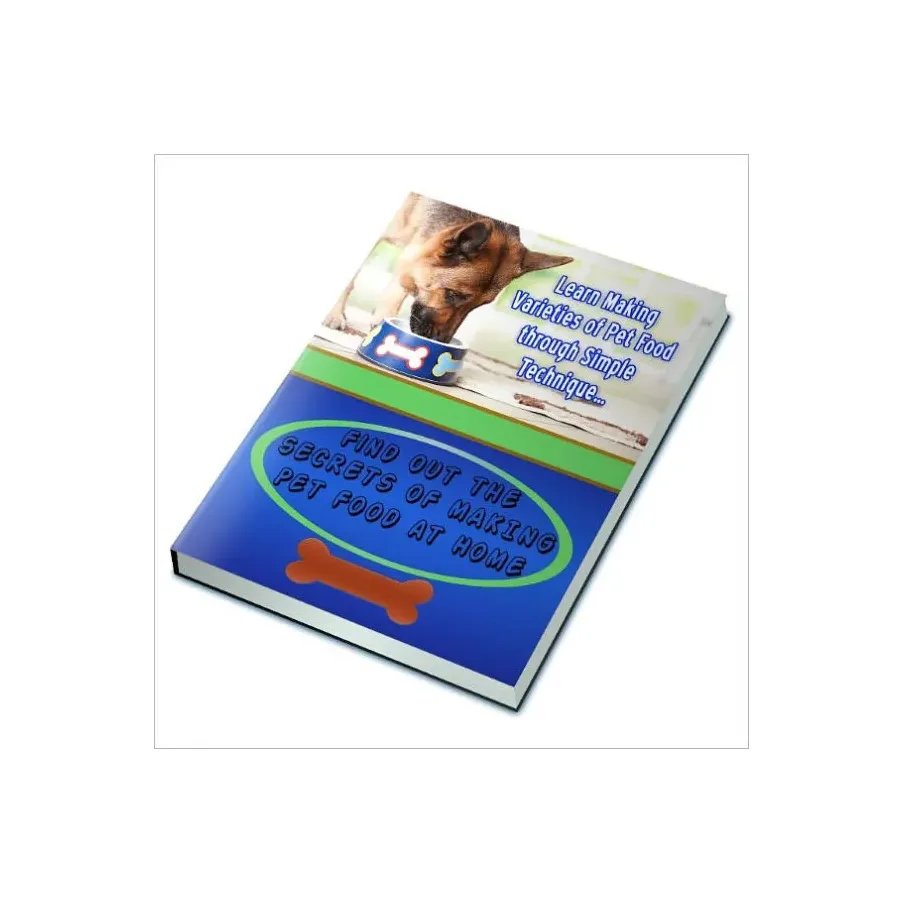 Learn Making
Varieties of Pet Food
through Simple
Technique...
FIND OUT THE
SECRETS OF MAKING
PET FOOD AT HOME